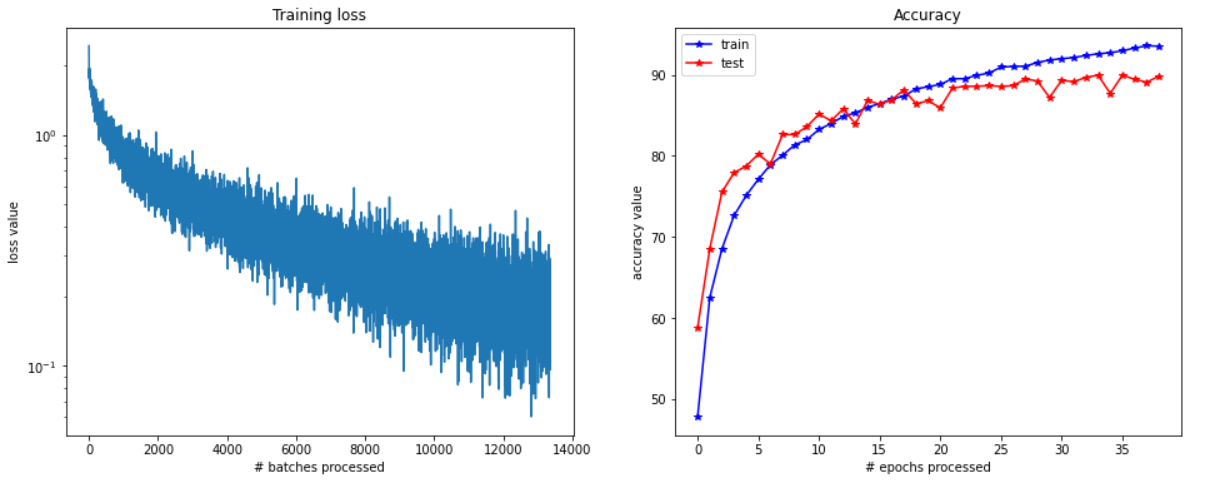 Training loss
10⁰
10⁻¹
loss value
0 2000 4000 6000 8000 10000 12000 14000
# batches processed
Accuracy
train
test
90
80
70
60
50
accuracy value
0 5 10 15 20 25 30 35
# epochs processed